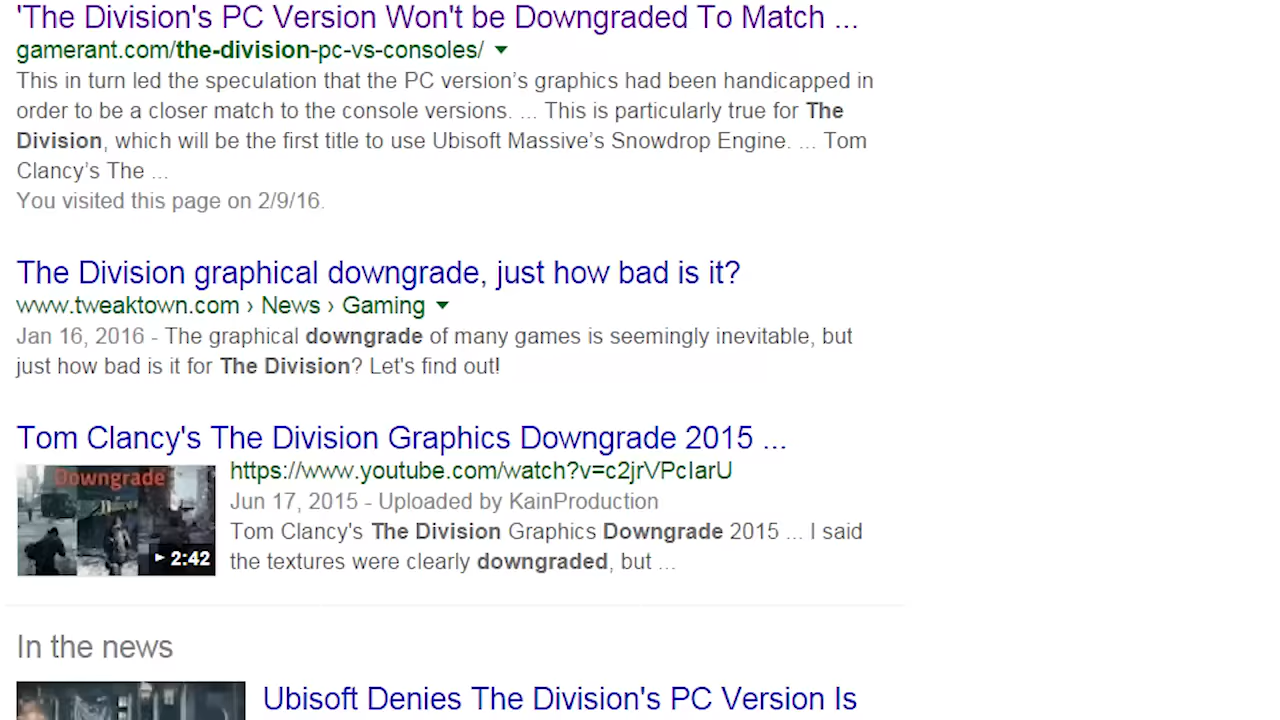 'The Division's PC Version Won't be Downgraded To Match ...
gamerant.com/the-division-pc-vs-consoles/
This in turn led the speculation that the PC version’s graphics had been handicapped in
order to be a closer match to the console versions. ... This is particularly true for The
Division, which will be the first title to use Ubisoft Massive’s Snowdrop Engine. ... Tom
Clancy’s The ...
You visited this page on 2/9/16.
The Division graphical downgrade, just how bad is it?
www.tweaktown.com › News › Gaming
Jan 16, 2016 - The graphical downgrade of many games is seemingly inevitable, but
just how bad is it for The Division? Let's find out!
Tom Clancy's The Division Graphics Downgrade 2015 ...
Downgrade
2:42
https://www.youtube.com/watch?v=c2jrVPcIarU
Jun 17, 2015 - Uploaded by KainProduction
Tom Clancy's The Division Graphics Downgrade 2015 ... I said
the textures were clearly downgraded, but ...
In the news
Ubisoft Denies The Division's PC Version Is